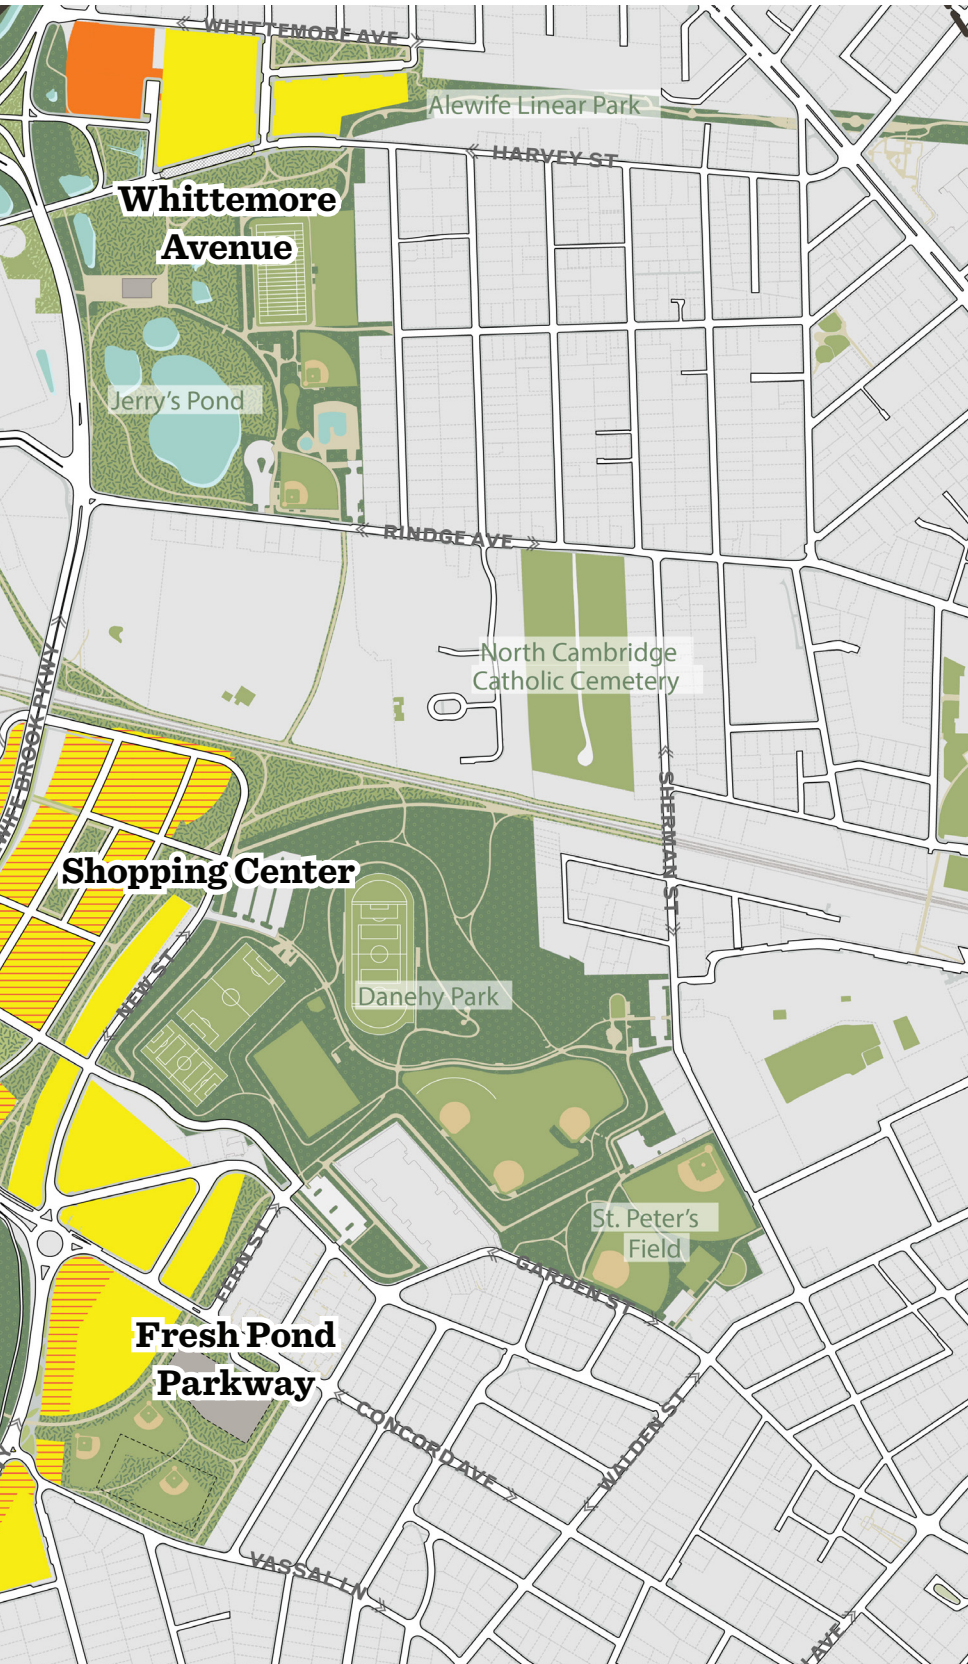 WHITTEMORE AVE
Alewife Linear Park
HARVEY ST
Whittemore
Avenue
Jerry's Pond
RINDGE AVE
North Cambridge
Catholic Cemetery
WIFE BROOK PKWY
SHERMAN ST
Shopping Center
NEW ST
Danehy Park
St. Peter's
Field
FERN ST
GARDEN ST
Fresh Pond
Parkway
CONCORD AVE
WALDEN ST
VASSAL LN
AVE